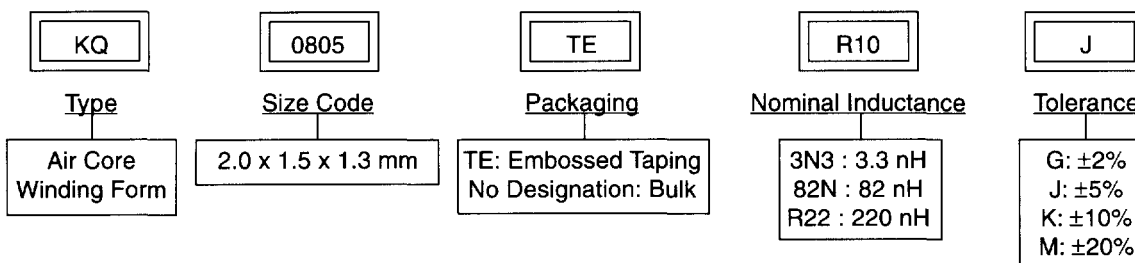 KQ 0805 TE R10 J
Type Size Code Packaging Nominal Inductance Tolerance
Air Core
Winding Form
2.0 x 1.5 x 1.3 mm
TE: Embossed Taping
No Designation: Bulk
3N3 : 3.3 nH
82N : 82 nH
R22 : 220 nH
G: ±2%
J: ±5%
K: ±10%
M: ±20%